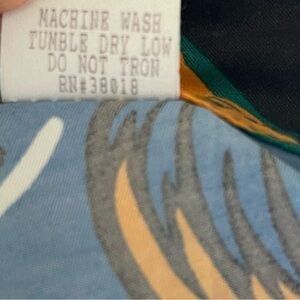 MACHINE WASH
TUMBLE DRY LOW
DO NOT IRON
RN#38018